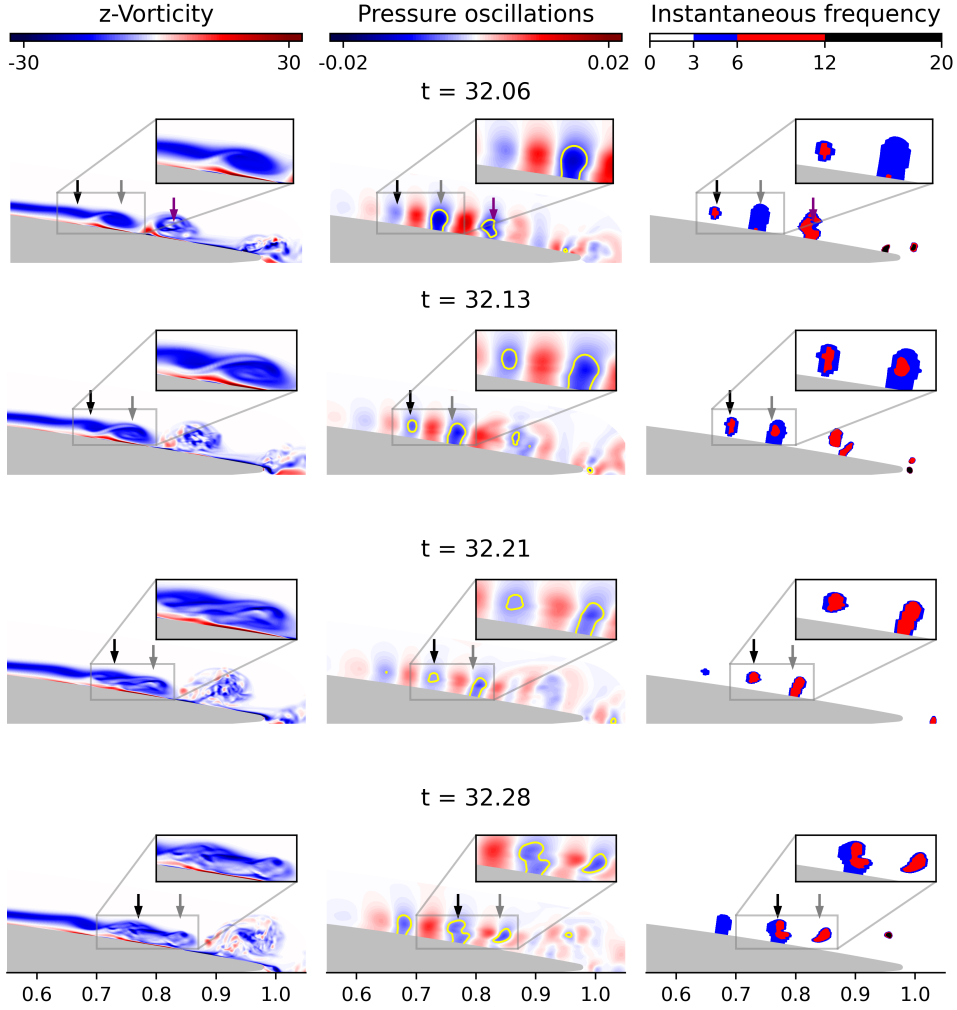 z-Vorticity Pressure oscillations Instantaneous frequency
-30 30 -0.02 0.02 0 3 6 12 20
t = 32.06
t = 32.13
t = 32.21
t = 32.28
0.6 0.7 0.8 0.9 1.0 0.6 0.7 0.8 0.9 1.0 0.6 0.7 0.8 0.9 1.0